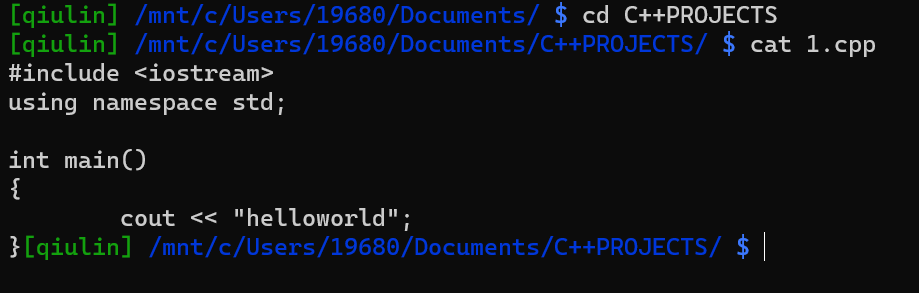 [qiulin] /mnt/c/Users/19680/Documents/ $ cd C++PROJECTS
[qiulin] /mnt/c/Users/19680/Documents/C++PROJECTS/ $ cat 1.cpp
#include <iostream>
using namespace std;

int main()
{
        cout << "helloworld";
}[qiulin] /mnt/c/Users/19680/Documents/C++PROJECTS/ $